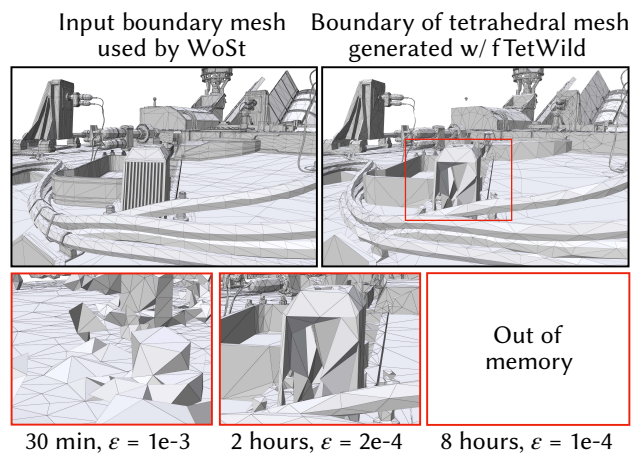 Input boundary mesh
used by WoSt
Boundary of tetrahedral mesh
generated w/ fTetWild
Out of
memory
30 min, ε = 1e-3
2 hours, ε = 2e-4
8 hours, ε = 1e-4